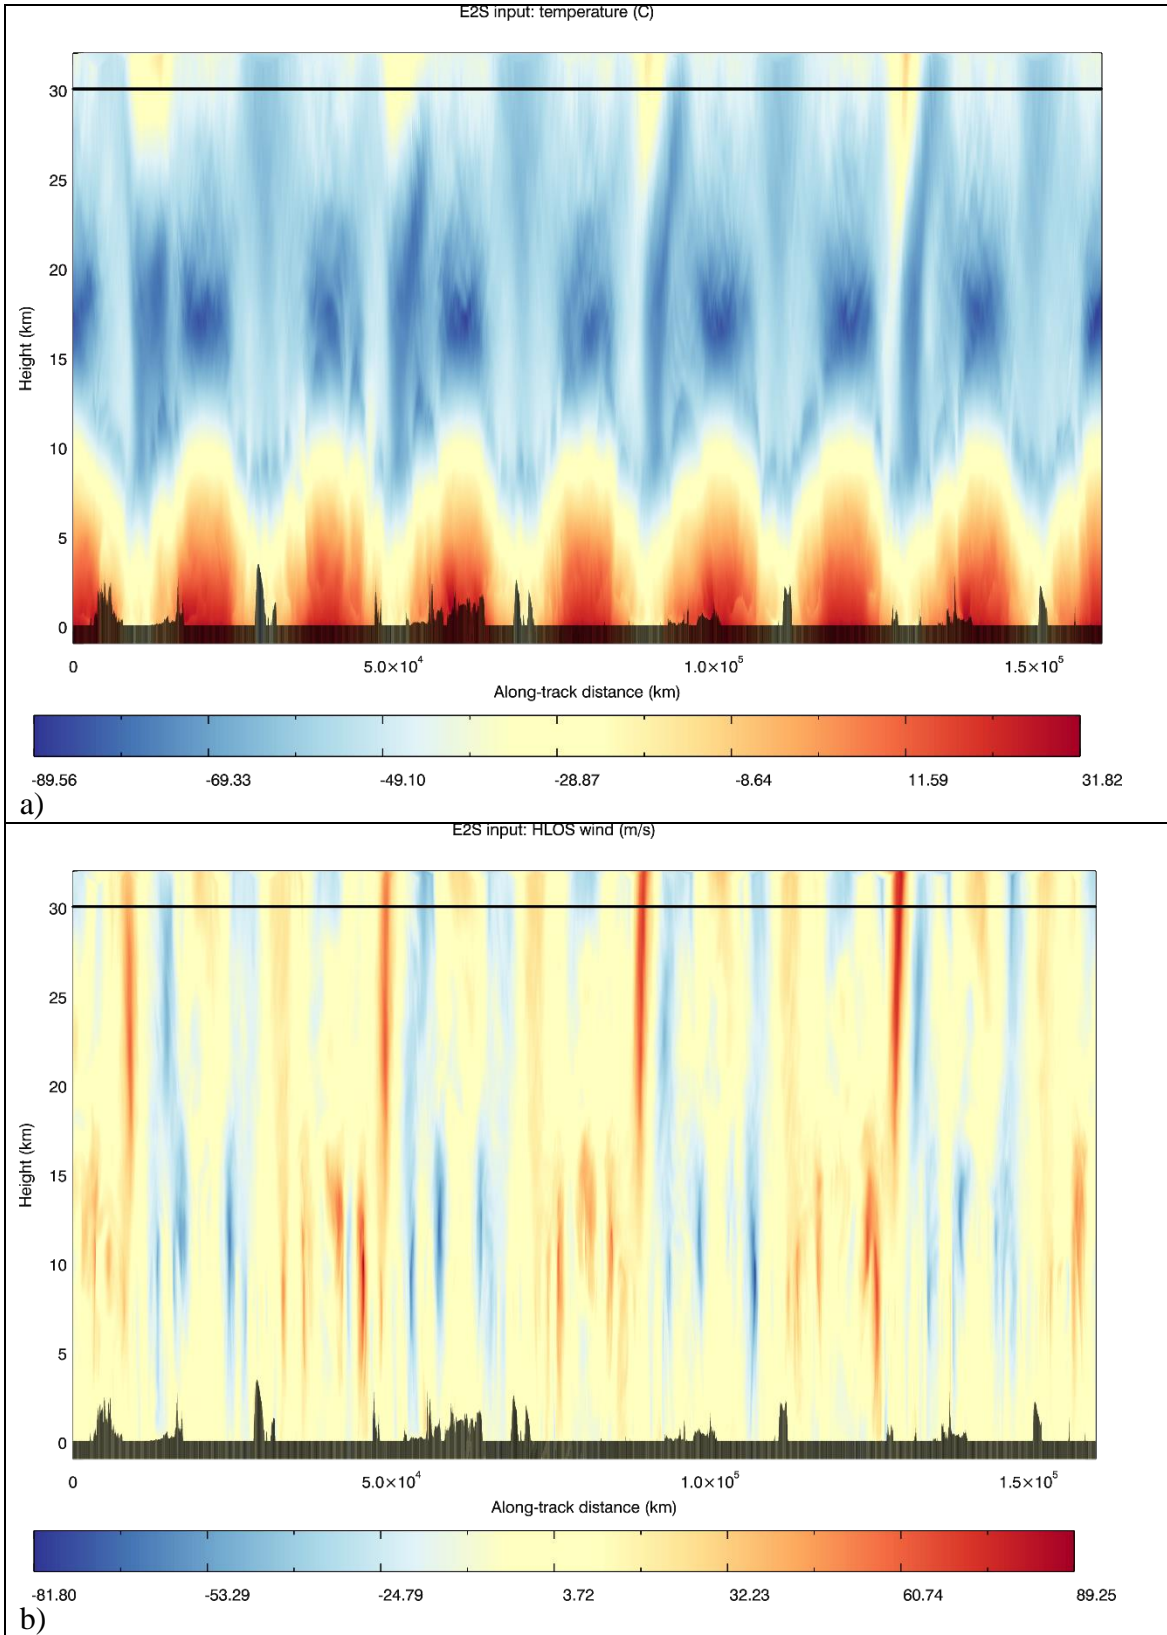 E2S input: temperature (C)
30
25
20
15
10
5
0
Height (km)
0 5.0×10⁴ 1.0×10⁵ 1.5×10⁵
Along-track distance (km)
-89.56 -69.33 -49.10 -28.87 -8.64 11.59 31.82
a)
E2S input: HLOS wind (m/s)
30
25
20
15
10
5
0
Height (km)
0 5.0×10⁴ 1.0×10⁵ 1.5×10⁵
Along-track distance (km)
-81.80 -53.29 -24.79 3.72 32.23 60.74 89.25
b)